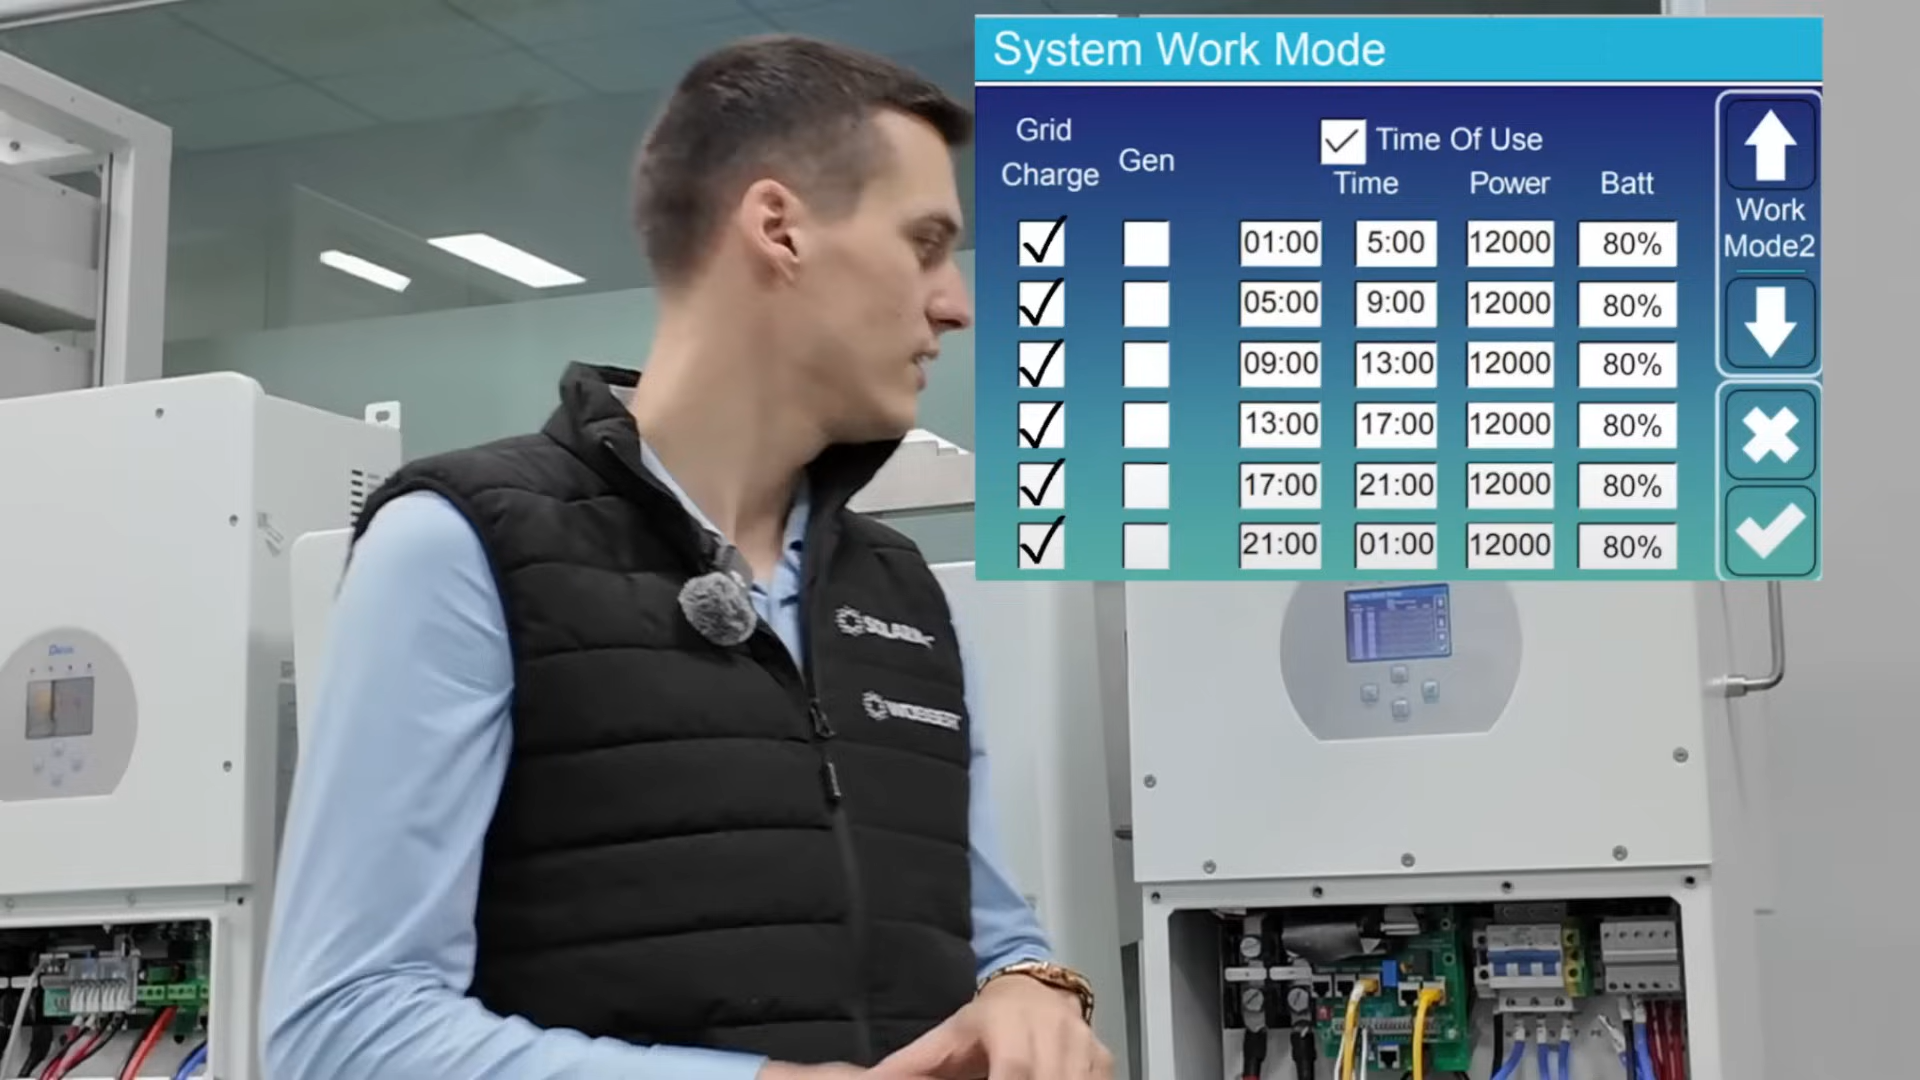 System Work Mode
Grid
Charge
Gen
Time Of Use
Time
Power
Batt
01:00 5:00 12000 80%
05:00 9:00 12000 80%
09:00 13:00 12000 80%
13:00 17:00 12000 80%
17:00 21:00 12000 80%
21:00 01:00 12000 80%
Work
Mode2
Deye